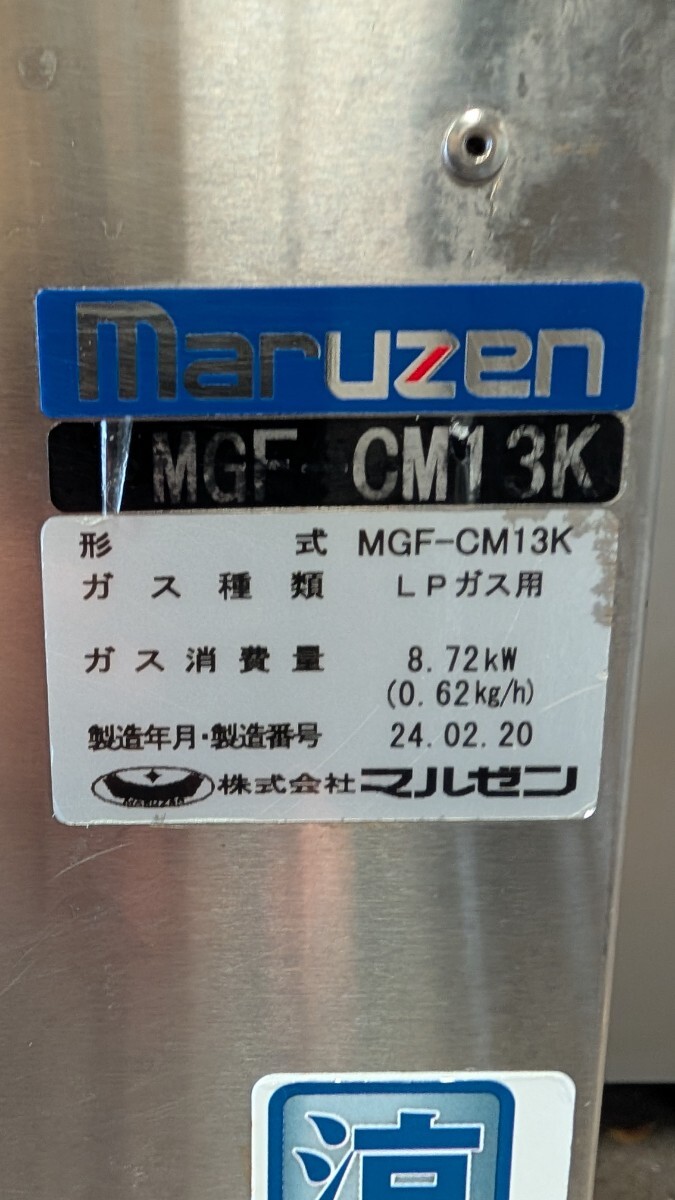 maruzen
MGF-CM13K
形式 MGF-CM13K
ガス種類 LPガス用
ガス消費量 8.72kW
(0.62kg/h)
製造年月・製造番号 24.02.20
MARUZEN 株式会社マルゼン
涼